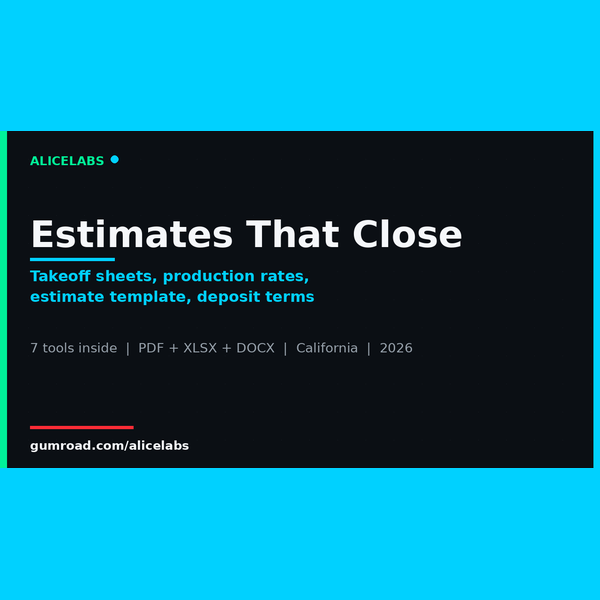 ALICELABS
Estimates That Close
Takeoff sheets, production rates,
estimate template, deposit terms
7 tools inside | PDF + XLSX + DOCX | California | 2026
gumroad.com/alicelabs